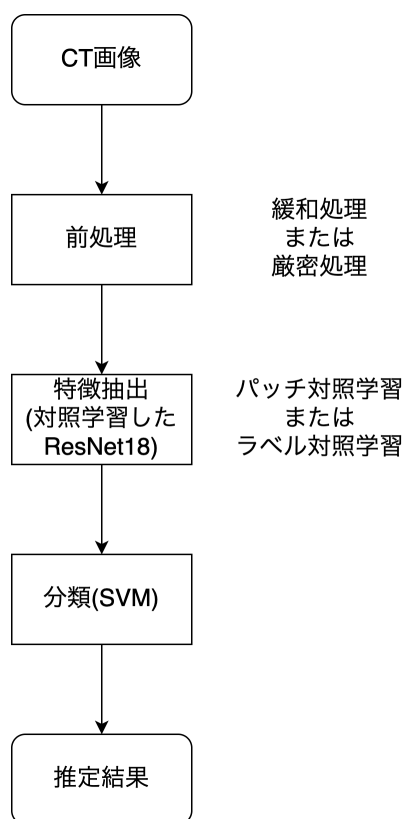 CT画像
前処理
緩和処理
または
厳密処理
特徴抽出
(対照学習した
ResNet18)
パッチ対照学習
または
ラベル対照学習
分類(SVM)
推定結果